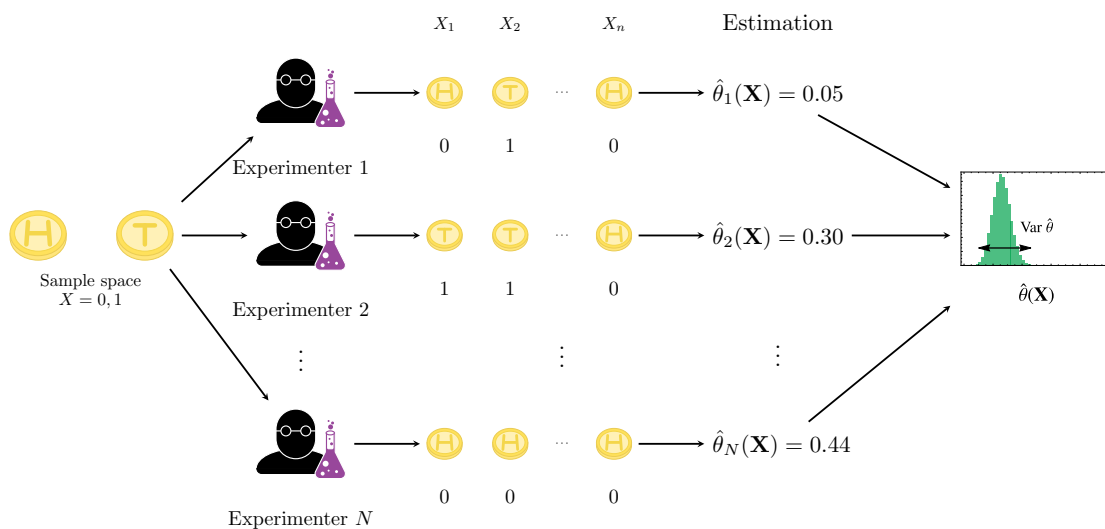 X₁ X₂ Xₙ Estimation
H T ... H
θ̂₁(𝐗) = 0.05
0 1 0
Experimenter 1
H T
Sample space
X = 0, 1
T T ... H
θ̂₂(𝐗) = 0.30
1 1 0
Experimenter 2
Var θ̂
θ̂(𝐗)
⋮ ⋮ ⋮
H H ... H
θ̂_N(𝐗) = 0.44
0 0 0
Experimenter N